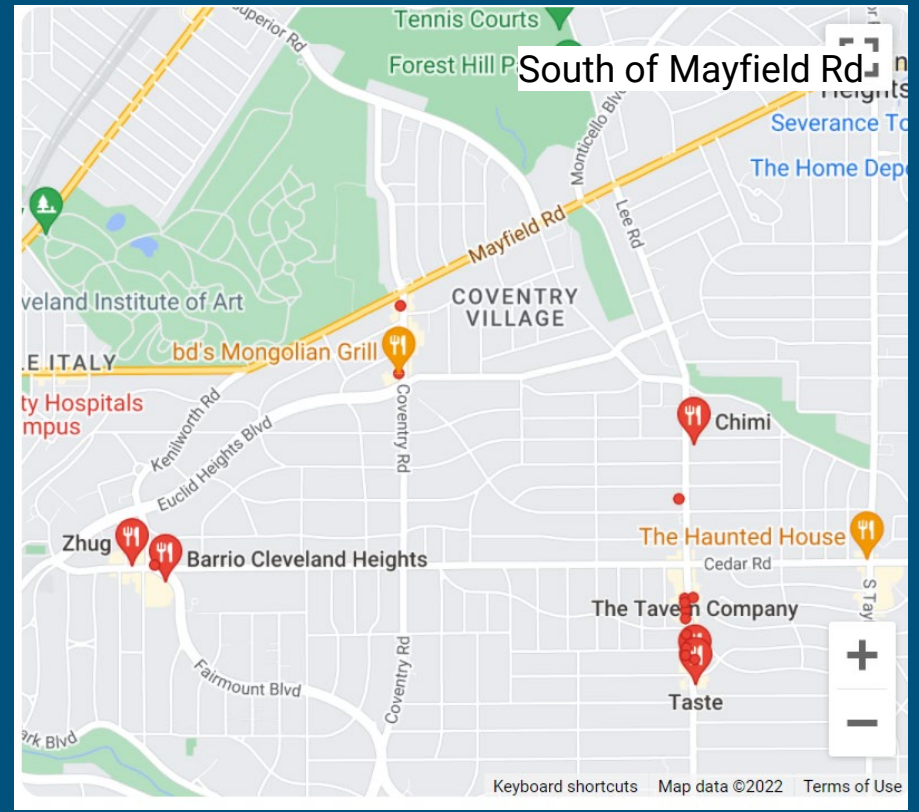 Superior Rd
Tennis Courts
Forest Hill P
South of Mayfield Rd
Heights
Monticello Blv
Severance To
The Home Dep
Lee Rd
Mayfield Rd
veland Institute of Art
COVENTRY
VILLAGE
E ITALY
bd's Mongolian Grill
ty Hospitals
mpus
Kenilworth Rd
Coventry Rd
Chimi
Euclid Heights Blvd
The Haunted House
Zhug
Barrio Cleveland Heights
Cedar Rd
S Tay
The Tavern Company
Fairmount Blvd
Coventry Rd
Taste
ark Blvd
Keyboard shortcuts Map data ©2022 Terms of Use